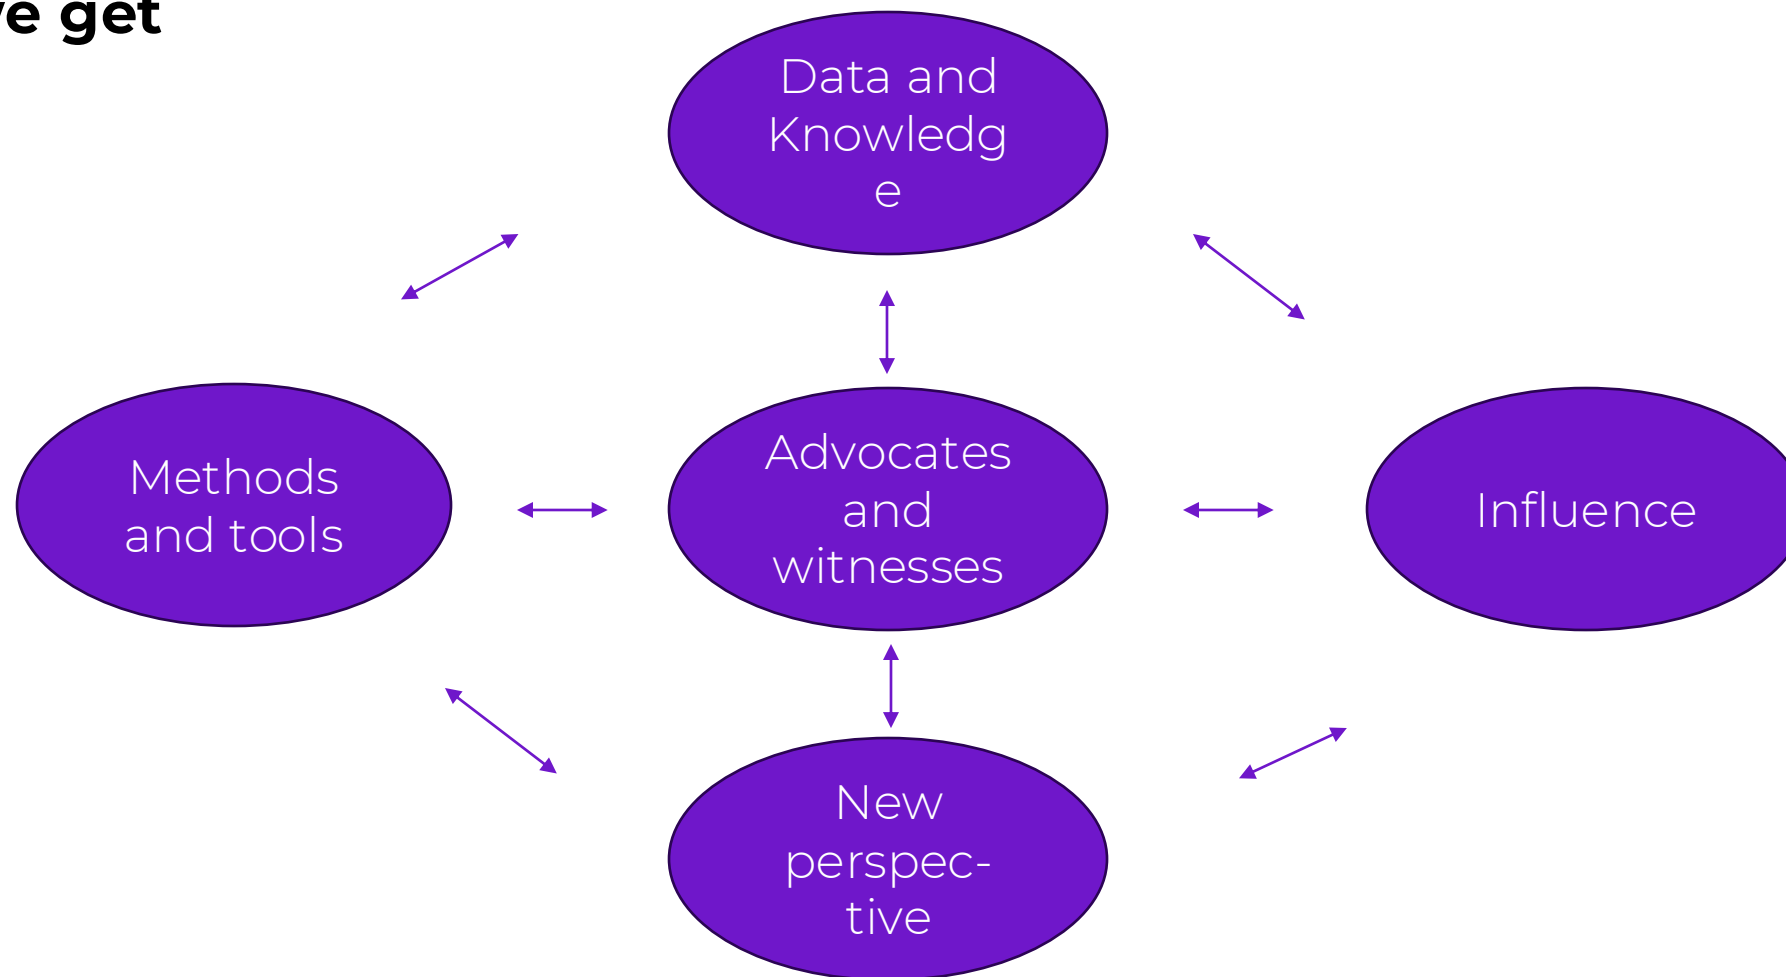 get
Data and
Knowledg
e
Methods
and tools
Advocates
and
witnesses
Influence
New
perspec-
tive